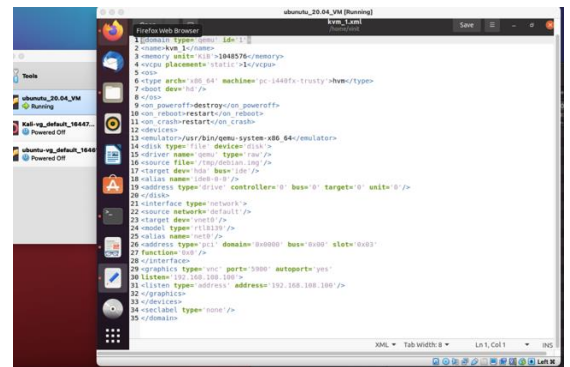 ubunutu_20.04_VM [Running]
kvm_1.xml
Save
Firefox Web Browser
Tools
ubunutu_20.04_VM
Running
Kali-vg_default_16447...
Powered Off
ubuntu-vg_default_1646
Powered Off
1 <domain type='qemu' id='1'>
2 <name>kvm_1</name>
3 <memory unit='KiB'>1048576</memory>
4 <vcpu placement='static'>1</vcpu>
5 <os>
6 <type arch='x86_64' machine='pc-i440fx-trusty'>hvm</type>
7 <boot dev='hd'/>
8 </os>
9 <on_poweroff>destroy</on_poweroff>
10 <on_reboot>restart</on_reboot>
11 <on_crash>restart</on_crash>
12 <devices>
13 <emulator>/usr/bin/qemu-system-x86_64</emulator>
14 <disk type='file' device='disk'>
15 <driver name='qemu' type='raw'/>
16 <source file='/tmp/debian.img'/>
17 <target dev='hda' bus='ide'/>
18 <alias name='ide0-0-0'/>
19 <address type='drive' controller='0' bus='0' target='0' unit='0'/>
20 </disk>
21 <interface type='network'>
22 <source network='default'/>
23 <target dev='vnet0'/>
24 <model type='rtl8139'/>
25 <alias name='net0'/>
26 <address type='pci' domain='0x0000' bus='0x00' slot='0x03'
27 function='0x0'/>
28 </interface>
29 <graphics type='vnc' port='5900' autoport='yes'
30 listen='192.168.100.100'>
31 <listen type='address' address='192.168.100.100'/>
32 </graphics>
33 </devices>
34 <seclabel type='none'/>
35 </domain>
XML
Tab Width: 8
Ln 1, Col 1
INS
Left ⌘